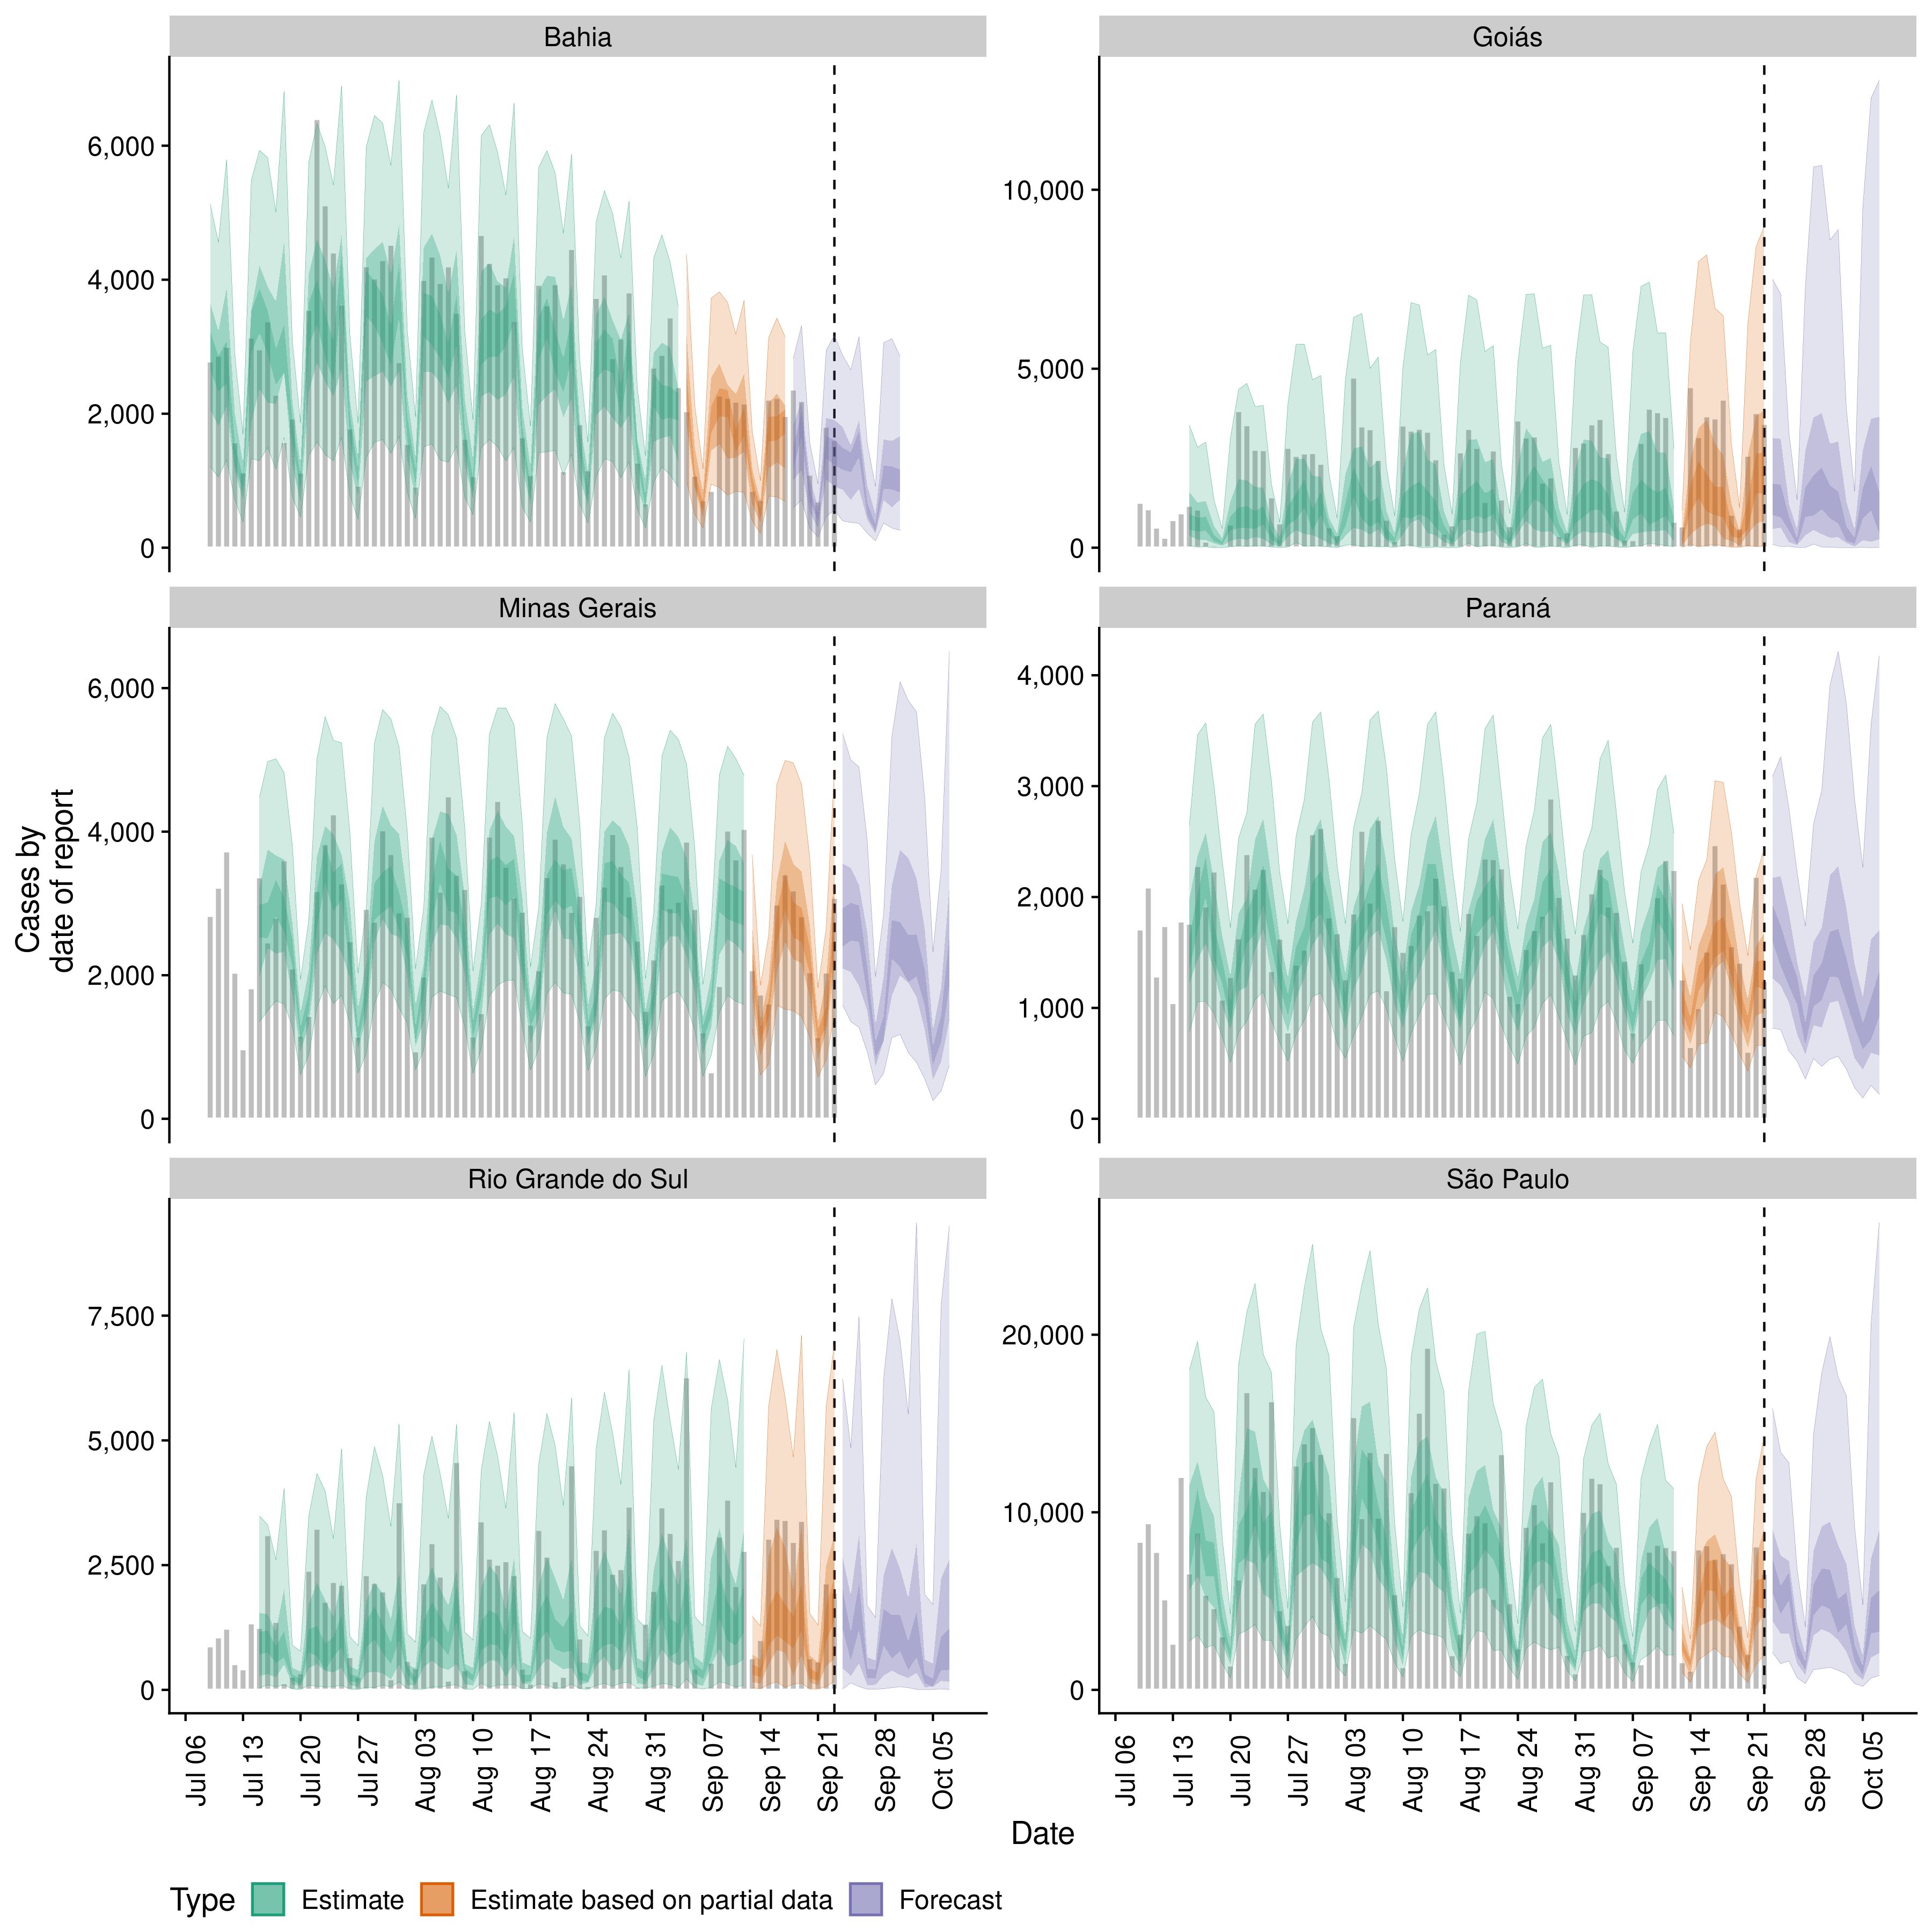 Bahia
Goiás
6,000
4,000
2,000
0
10,000
5,000
0
Minas Gerais
Paraná
6,000
4,000
2,000
0
4,000
3,000
2,000
1,000
0
Cases by
date of report
Rio Grande do Sul
São Paulo
7,500
5,000
2,500
0
20,000
10,000
0
Jul 06
Jul 13
Jul 20
Jul 27
Aug 03
Aug 10
Aug 17
Aug 24
Aug 31
Sep 07
Sep 14
Sep 21
Sep 28
Oct 05
Jul 06
Jul 13
Jul 20
Jul 27
Aug 03
Aug 10
Aug 17
Aug 24
Aug 31
Sep 07
Sep 14
Sep 21
Sep 28
Oct 05
Date
Type Estimate Estimate based on partial data Forecast